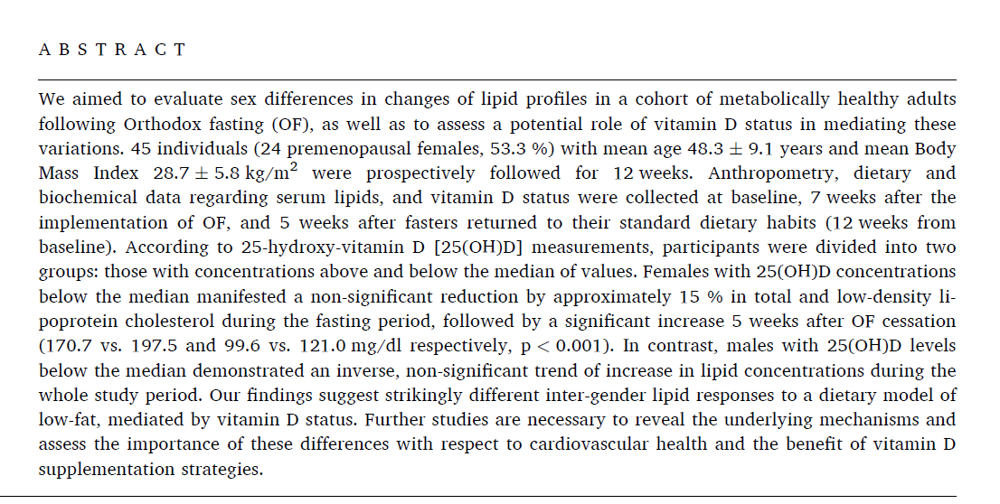 A B S T R A C T
We aimed to evaluate sex differences in changes of lipid profiles in a cohort of metabolically healthy adults
following Orthodox fasting (OF), as well as to assess a potential role of vitamin D status in mediating these
variations. 45 individuals (24 premenopausal females, 53.3 %) with mean age 48.3 ± 9.1 years and mean Body
Mass Index 28.7 ± 5.8 kg/m² were prospectively followed for 12 weeks. Anthropometry, dietary and
biochemical data regarding serum lipids, and vitamin D status were collected at baseline, 7 weeks after the
implementation of OF, and 5 weeks after fasters returned to their standard dietary habits (12 weeks from
baseline). According to 25-hydroxy-vitamin D [25(OH)D] measurements, participants were divided into two
groups: those with concentrations above and below the median of values. Females with 25(OH)D concentrations
below the median manifested a non-significant reduction by approximately 15 % in total and low-density li-
poprotein cholesterol during the fasting period, followed by a significant increase 5 weeks after OF cessation
(170.7 vs. 197.5 and 99.6 vs. 121.0 mg/dl respectively, p < 0.001). In contrast, males with 25(OH)D levels
below the median demonstrated an inverse, non-significant trend of increase in lipid concentrations during the
whole study period. Our findings suggest strikingly different inter-gender lipid responses to a dietary model of
low-fat, mediated by vitamin D status. Further studies are necessary to reveal the underlying mechanisms and
assess the importance of these differences with respect to cardiovascular health and the benefit of vitamin D
supplementation strategies.